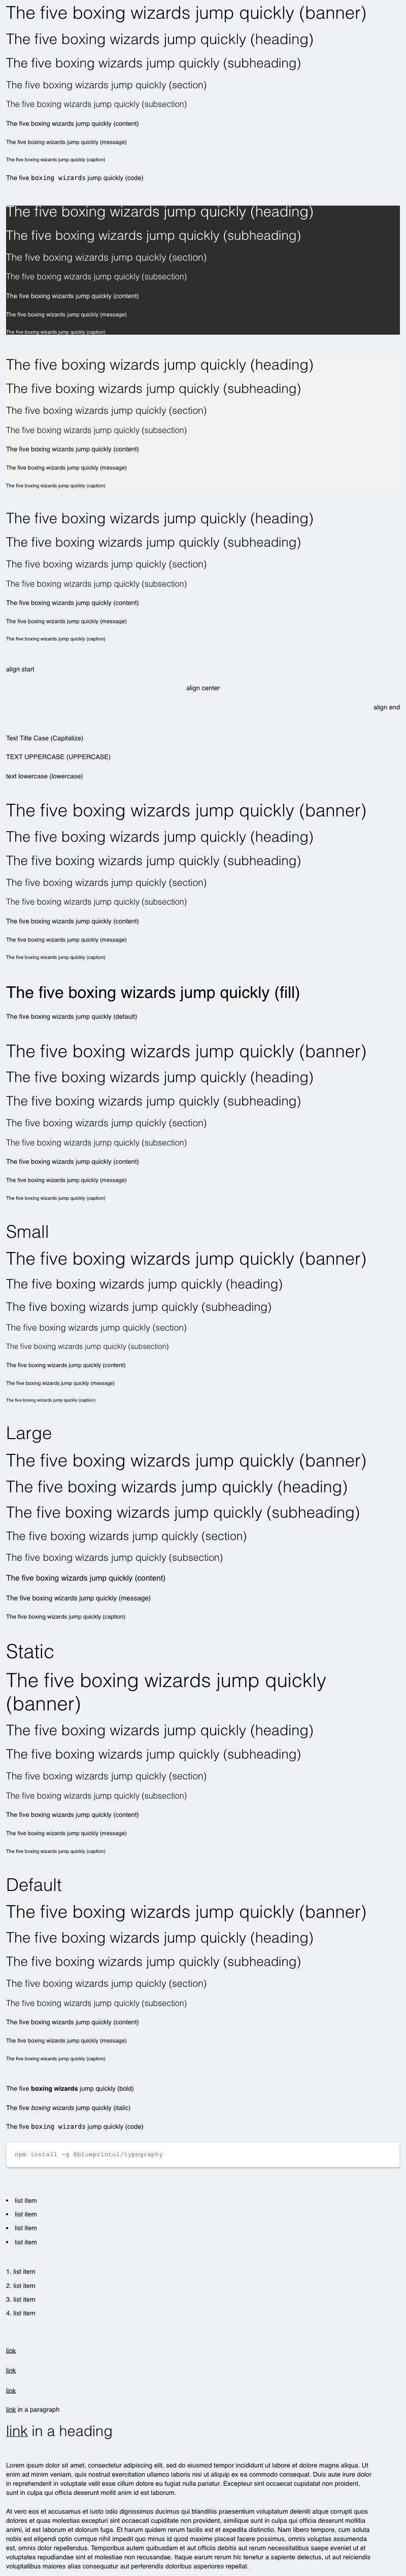 The five boxing wizards jump quickly (banner)
The five boxing wizards jump quickly (heading)
The five boxing wizards jump quickly (subheading)
The five boxing wizards jump quickly (section)
The five boxing wizards jump quickly (subsection)
The five boxing wizards jump quickly (content)
The five boxing wizards jump quickly (message)
The five boxing wizards jump quickly (caption)
The five boxing wizards jump quickly (code)
The five boxing wizards jump quickly (heading)
The five boxing wizards jump quickly (subheading)
The five boxing wizards jump quickly (section)
The five boxing wizards jump quickly (subsection)
The five boxing wizards jump quickly (content)
The five boxing wizards jump quickly (message)
The five boxing wizards jump quickly (caption)
The five boxing wizards jump quickly (heading)
The five boxing wizards jump quickly (subheading)
The five boxing wizards jump quickly (section)
The five boxing wizards jump quickly (subsection)
The five boxing wizards jump quickly (content)
The five boxing wizards jump quickly (message)
The five boxing wizards jump quickly (caption)
The five boxing wizards jump quickly (heading)
The five boxing wizards jump quickly (subheading)
The five boxing wizards jump quickly (section)
The five boxing wizards jump quickly (subsection)
The five boxing wizards jump quickly (content)
The five boxing wizards jump quickly (message)
The five boxing wizards jump quickly (caption)
align start
align center
align end
Text Title Case (Capitalize)
TEXT UPPERCASE (UPPERCASE)
text lowercase (lowercase)
The five boxing wizards jump quickly (banner)
The five boxing wizards jump quickly (heading)
The five boxing wizards jump quickly (subheading)
The five boxing wizards jump quickly (section)
The five boxing wizards jump quickly (subsection)
The five boxing wizards jump quickly (content)
The five boxing wizards jump quickly (message)
The five boxing wizards jump quickly (caption)
The five boxing wizards jump quickly (fill)
The five boxing wizards jump quickly (default)
The five boxing wizards jump quickly (banner)
The five boxing wizards jump quickly (heading)
The five boxing wizards jump quickly (subheading)
The five boxing wizards jump quickly (section)
The five boxing wizards jump quickly (subsection)
The five boxing wizards jump quickly (content)
The five boxing wizards jump quickly (message)
The five boxing wizards jump quickly (caption)
Small
The five boxing wizards jump quickly (banner)
The five boxing wizards jump quickly (heading)
The five boxing wizards jump quickly (subheading)
The five boxing wizards jump quickly (section)
The five boxing wizards jump quickly (subsection)
The five boxing wizards jump quickly (content)
The five boxing wizards jump quickly (message)
The five boxing wizards jump quickly (caption)
Large
The five boxing wizards jump quickly (banner)
The five boxing wizards jump quickly (heading)
The five boxing wizards jump quickly (subheading)
The five boxing wizards jump quickly (section)
The five boxing wizards jump quickly (subsection)
The five boxing wizards jump quickly (content)
The five boxing wizards jump quickly (message)
The five boxing wizards jump quickly (caption)
Static
The five boxing wizards jump quickly
(banner)
The five boxing wizards jump quickly (heading)
The five boxing wizards jump quickly (subheading)
The five boxing wizards jump quickly (section)
The five boxing wizards jump quickly (subsection)
The five boxing wizards jump quickly (content)
The five boxing wizards jump quickly (message)
The five boxing wizards jump quickly (caption)
Default
The five boxing wizards jump quickly (banner)
The five boxing wizards jump quickly (heading)
The five boxing wizards jump quickly (subheading)
The five boxing wizards jump quickly (section)
The five boxing wizards jump quickly (subsection)
The five boxing wizards jump quickly (content)
The five boxing wizards jump quickly (message)
The five boxing wizards jump quickly (caption)
The five boxing wizards jump quickly (bold)
The five boxing wizards jump quickly (italic)
The five boxing wizards jump quickly (code)
npm install -g @blueprintui/typography
• list item
• list item
• list item
• list item
1. list item
2. list item
3. list item
4. list item
link
link
link
link in a paragraph
link in a heading
Lorem ipsum dolor sit amet, consectetur adipiscing elit, sed do eiusmod tempor incididunt ut labore et dolore magna aliqua. Ut
enim ad minim veniam, quis nostrud exercitation ullamco laboris nisi ut aliquip ex ea commodo consequat. Duis aute irure dolor
in reprehenderit in voluptate velit esse cillum dolore eu fugiat nulla pariatur. Excepteur sint occaecat cupidatat non proident,
sunt in culpa qui officia deserunt mollit anim id est laborum.
At vero eos et accusamus et iusto odio dignissimos ducimus qui blanditiis praesentium voluptatum deleniti atque corrupti quos
dolores et quas molestias excepturi sint occaecati cupiditate non provident, similique sunt in culpa qui officia deserunt mollitia
animi, id est laborum et dolorum fuga. Et harum quidem rerum facilis est et expedita distinctio. Nam libero tempore, cum soluta
nobis est eligendi optio cumque nihil impedit quo minus id quod maxime placeat facere possimus, omnis voluptas assumenda
est, omnis dolor repellendus. Temporibus autem quibusdam et aut officiis debitis aut rerum necessitatibus saepe eveniet ut et
voluptates repudiandae sint et molestiae non recusandae. Itaque earum rerum hic tenetur a sapiente delectus, ut aut reiciendis
voluptatibus maiores alias consequatur aut perferendis doloribus asperiores repellat.